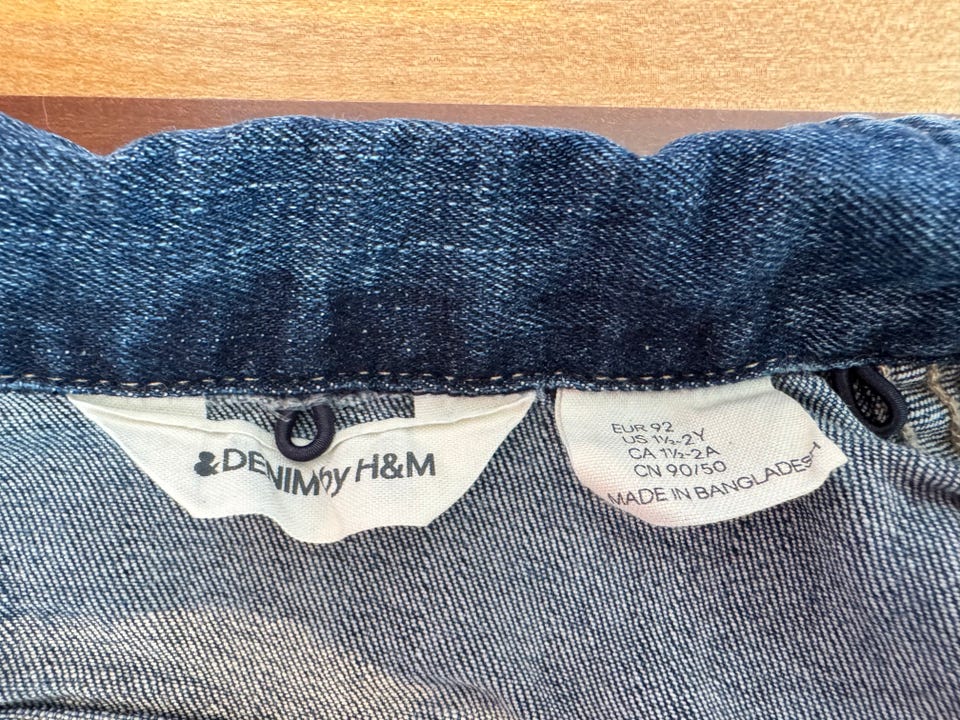 &DENIM by H&M
EUR 92
US 1½-2Y
CA 1½-2A
CN 90/50
MADE IN BANGLADESH